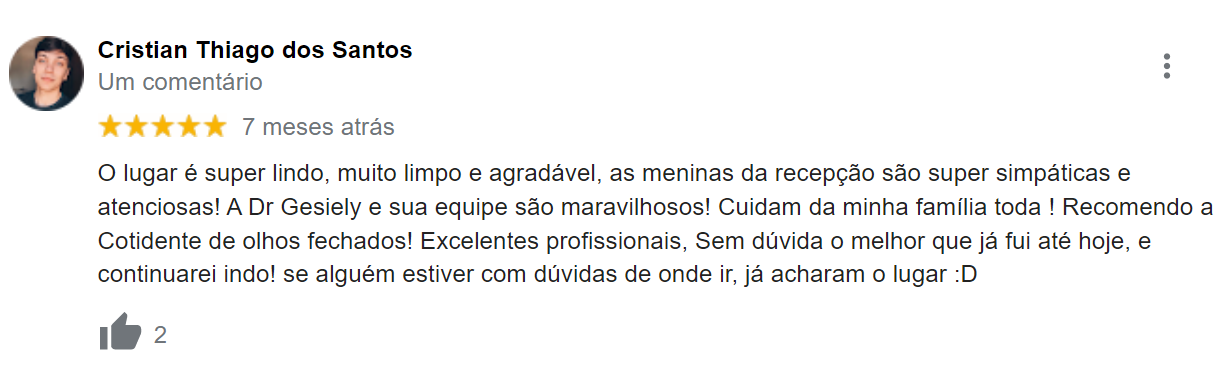 Cristian Thiago dos Santos
Um comentário
7 meses atrás
O lugar é super lindo, muito limpo e agradável, as meninas da recepção são super simpáticas e
atenciosas! A Dr Gesiely e sua equipe são maravilhosos! Cuidam da minha família toda ! Recomendo a
Cotidente de olhos fechados! Excelentes profissionais, Sem dúvida o melhor que já fui até hoje, e
continuarei indo! se alguém estiver com dúvidas de onde ir, já acharam o lugar :D
2